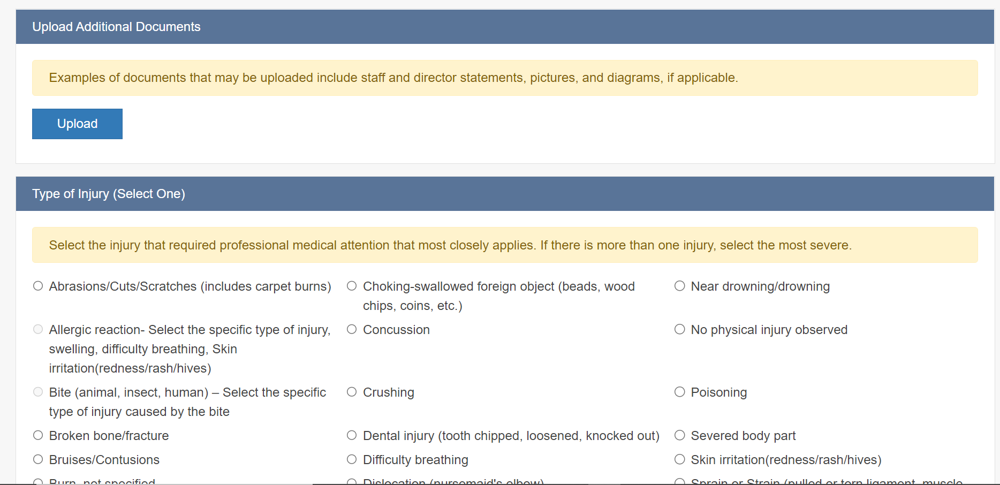 Upload Additional Documents
Examples of documents that may be uploaded include staff and director statements, pictures, and diagrams, if applicable.
Upload
Type of Injury (Select One)
Select the injury that required professional medical attention that most closely applies. If there is more than one injury, select the most severe.
Abrasions/Cuts/Scratches (includes carpet burns)
Choking-swallowed foreign object (beads, wood
chips, coins, etc.)
Near drowning/drowning
Allergic reaction- Select the specific type of injury,
swelling, difficulty breathing, Skin
irritation(redness/rash/hives)
Concussion
No physical injury observed
Bite (animal, insect, human) – Select the specific
type of injury caused by the bite
Crushing
Poisoning
Broken bone/fracture
Dental injury (tooth chipped, loosened, knocked out)
Severed body part
Bruises/Contusions
Difficulty breathing
Skin irritation(redness/rash/hives)
Burn, not specified
Dislocation (nursemaid's elbow)
Sprain or Strain (pulled or torn ligament, muscle